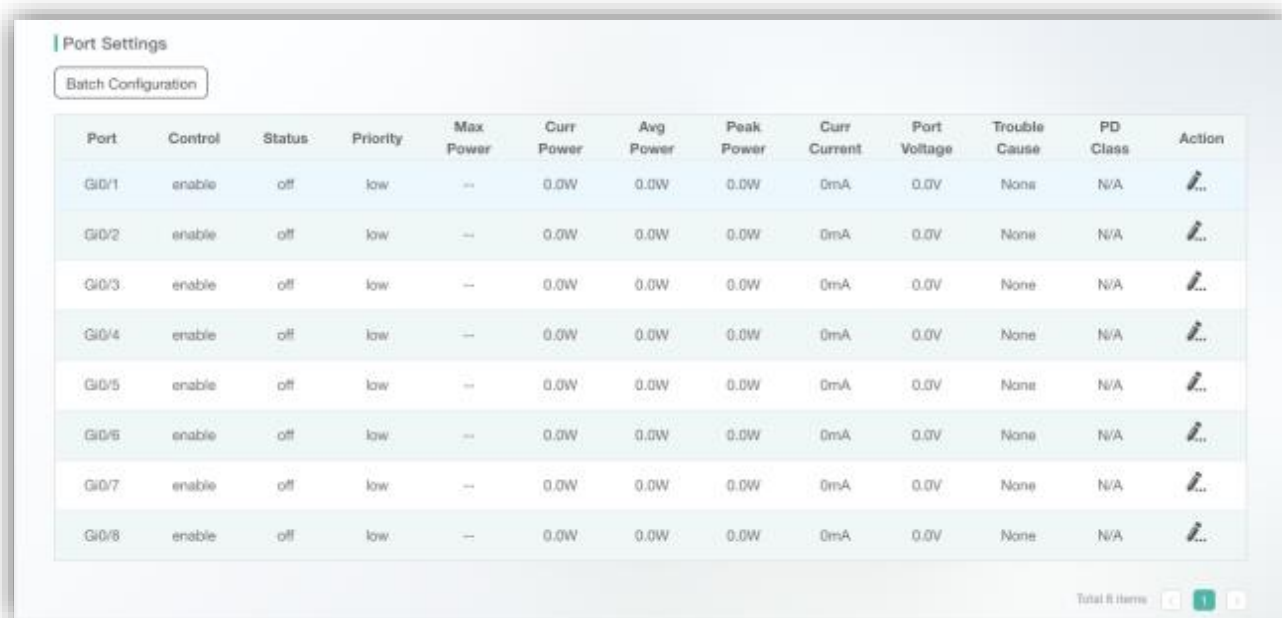 Port Settings
Batch Configuration
Port Control Status Priority Max Power Curr Power Avg Power Peak Power Curr Current Port Voltage Trouble Cause PD Class Action
Gi0/1 enable off low -- 0.0W 0.0W 0.0W 0mA 0.0V None N/A ...
Gi0/2 enable off low -- 0.0W 0.0W 0.0W 0mA 0.0V None N/A ...
Gi0/3 enable off low -- 0.0W 0.0W 0.0W 0mA 0.0V None N/A ...
Gi0/4 enable off low -- 0.0W 0.0W 0.0W 0mA 0.0V None N/A ...
Gi0/5 enable off low -- 0.0W 0.0W 0.0W 0mA 0.0V None N/A ...
Gi0/6 enable off low -- 0.0W 0.0W 0.0W 0mA 0.0V None N/A ...
Gi0/7 enable off low -- 0.0W 0.0W 0.0W 0mA 0.0V None N/A ...
Gi0/8 enable off low -- 0.0W 0.0W 0.0W 0mA 0.0V None N/A ...
Total 8 items < 1 >